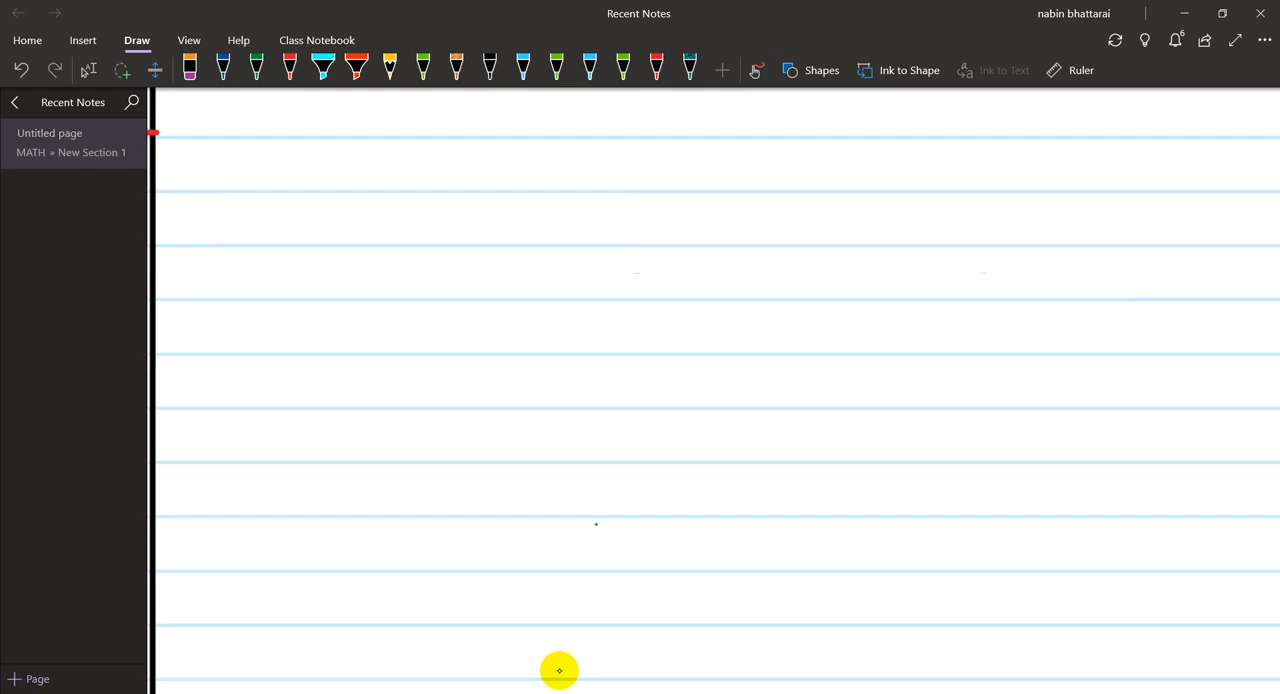 Recent Notes
nabin bhattarai
Home Insert Draw View Help Class Notebook
6
Shapes Ink to Shape Ink to Text Ruler
Recent Notes
Untitled page
MATH » New Section 1
Page